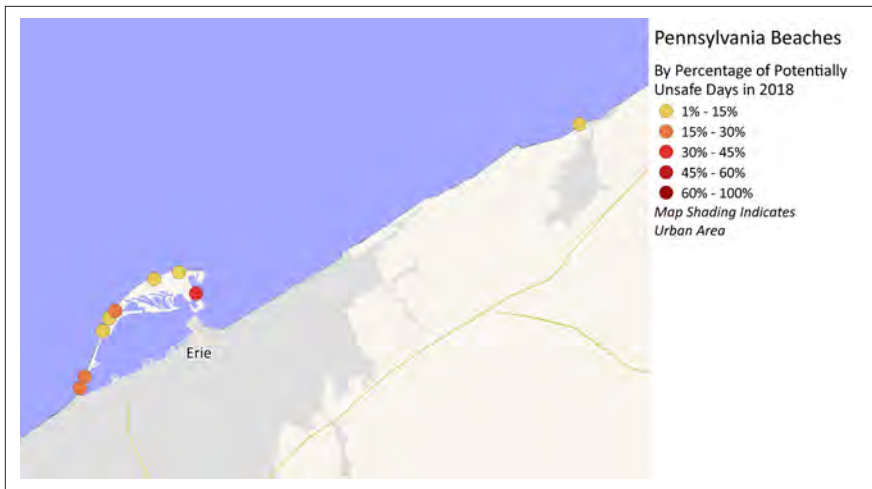 Pennsylvania Beaches
By Percentage of Potentially
Unsafe Days in 2018
1% - 15%
15% - 30%
30% - 45%
45% - 60%
60% - 100%
Map Shading Indicates
Urban Area
Erie